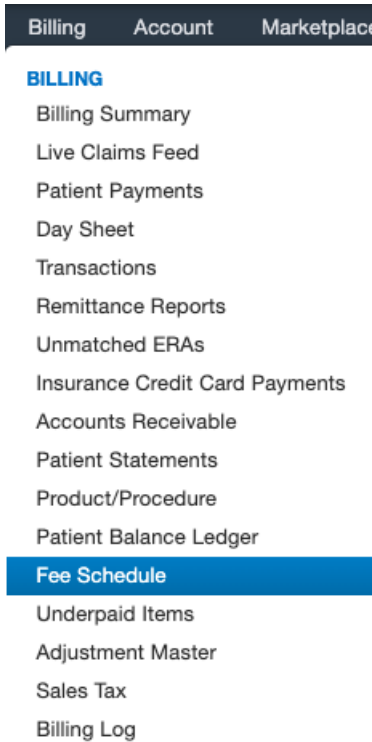 Billing Account Marketplace
BILLING
Billing Summary
Live Claims Feed
Patient Payments
Day Sheet
Transactions
Remittance Reports
Unmatched ERAs
Insurance Credit Card Payments
Accounts Receivable
Patient Statements
Product/Procedure
Patient Balance Ledger
Fee Schedule
Underpaid Items
Adjustment Master
Sales Tax
Billing Log